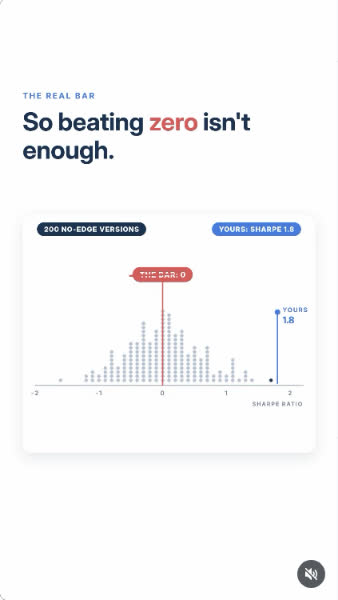 THE REAL BAR
So beating zero isn't
enough.
200 NO-EDGE VERSIONS
YOURS: SHARPE 1.8
THE BAR: 0
YOURS
1.8
-2 -1 0 1 2
SHARPE RATIO